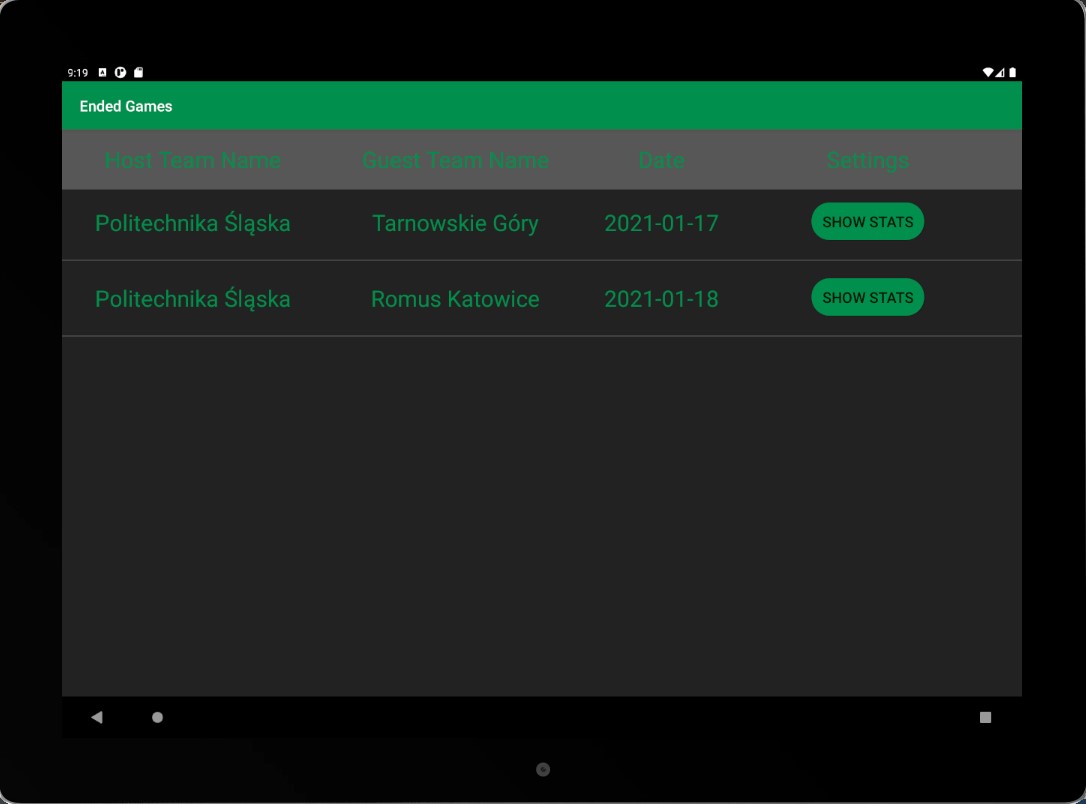 9:19
Ended Games
Host Team Name Guest Team Name Date Settings
Politechnika Śląska Tarnowskie Góry 2021-01-17 SHOW STATS
Politechnika Śląska Romus Katowice 2021-01-18 SHOW STATS